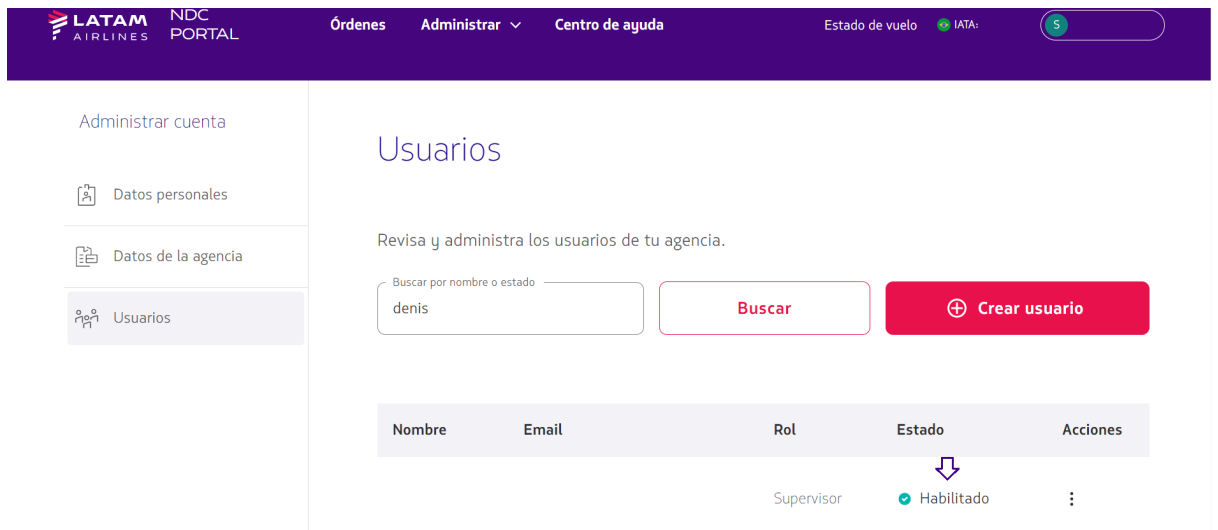 LATAM AIRLINES NDC PORTAL
Órdenes Administrar Centro de ayuda Estado de vuelo IATA: S
Administrar cuenta
Datos personales
Datos de la agencia
Usuarios
Usuarios
Revisa y administra los usuarios de tu agencia.
Buscar por nombre o estado
denis Buscar Crear usuario
Nombre Email Rol Estado Acciones
Supervisor Habilitado